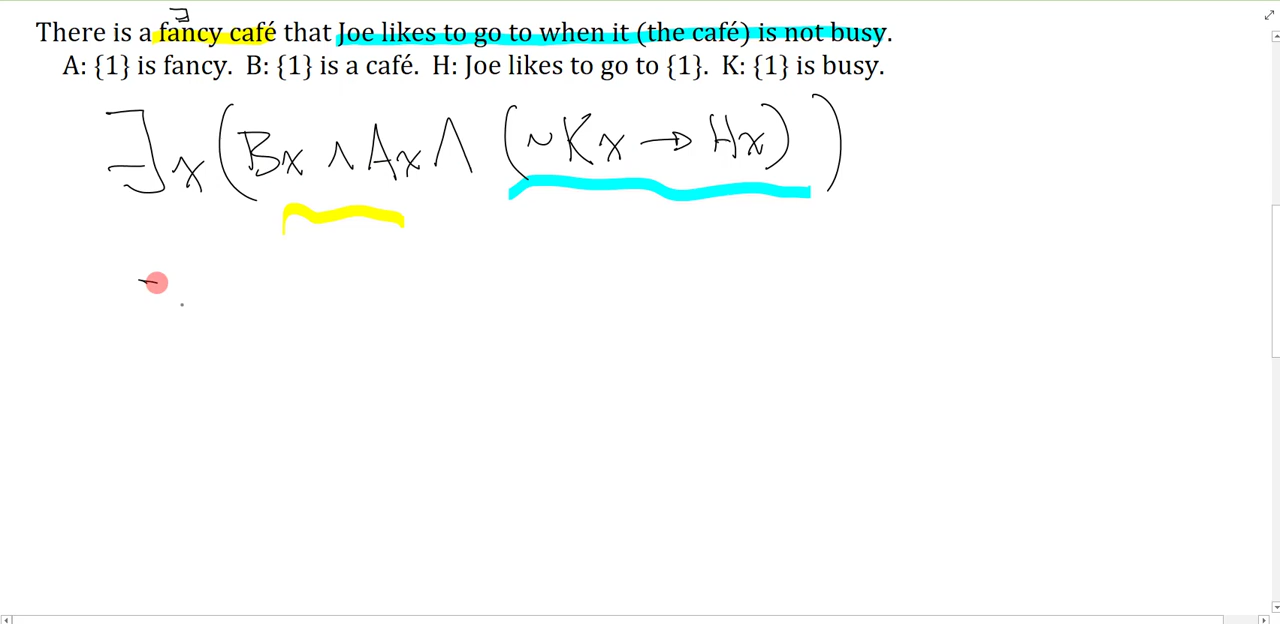 ∃
There is a fancy café that Joe likes to go to when it (the café) is not busy.
A: {1} is fancy. B: {1} is a café. H: Joe likes to go to {1}. K: {1} is busy.
∃x (Bx ∧ Ax ∧ (~Kx → Hx))